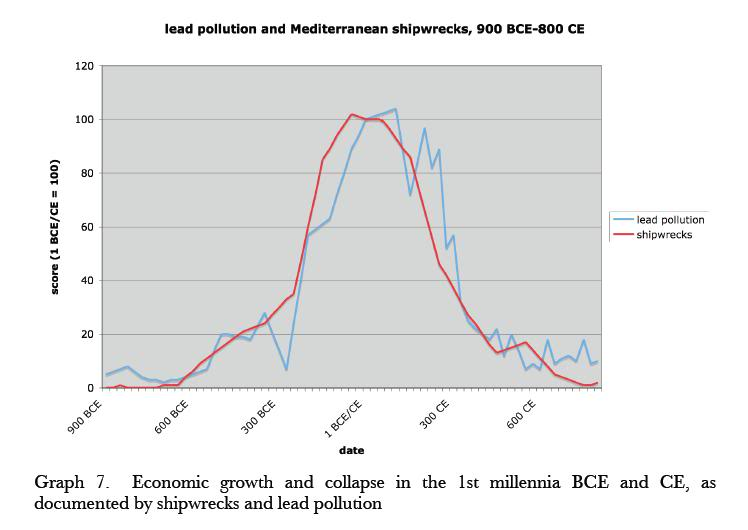 lead pollution and Mediterranean shipwrecks, 900 BCE-800 CE
120
100
80
60
40
20
0
score (1 BCE/CE = 100)
900 BCE
600 BCE
300 BCE
1 BCE/CE
300 CE
600 CE
date
lead pollution
shipwrecks
Graph 7. Economic growth and collapse in the 1st millennia BCE and CE, as
documented by shipwrecks and lead pollution